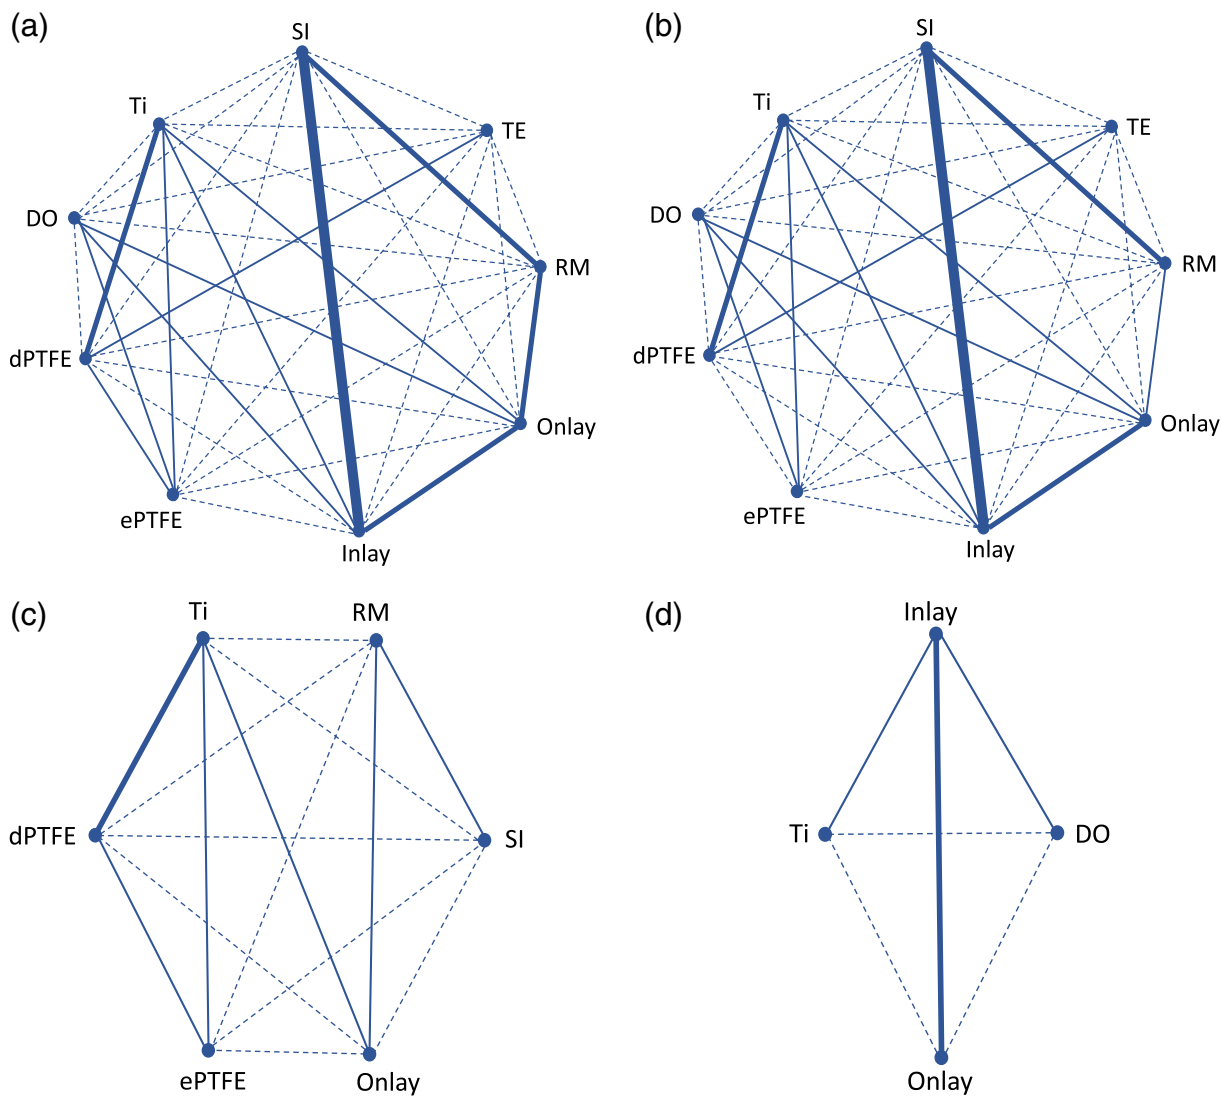 (a)
SI
Ti
TE
DO
RM
dPTFE
Onlay
ePTFE
Inlay
(b)
SI
Ti
TE
DO
RM
dPTFE
Onlay
ePTFE
Inlay
(c)
Ti
RM
dPTFE
SI
ePTFE
Onlay
(d)
Inlay
Ti
DO
Onlay